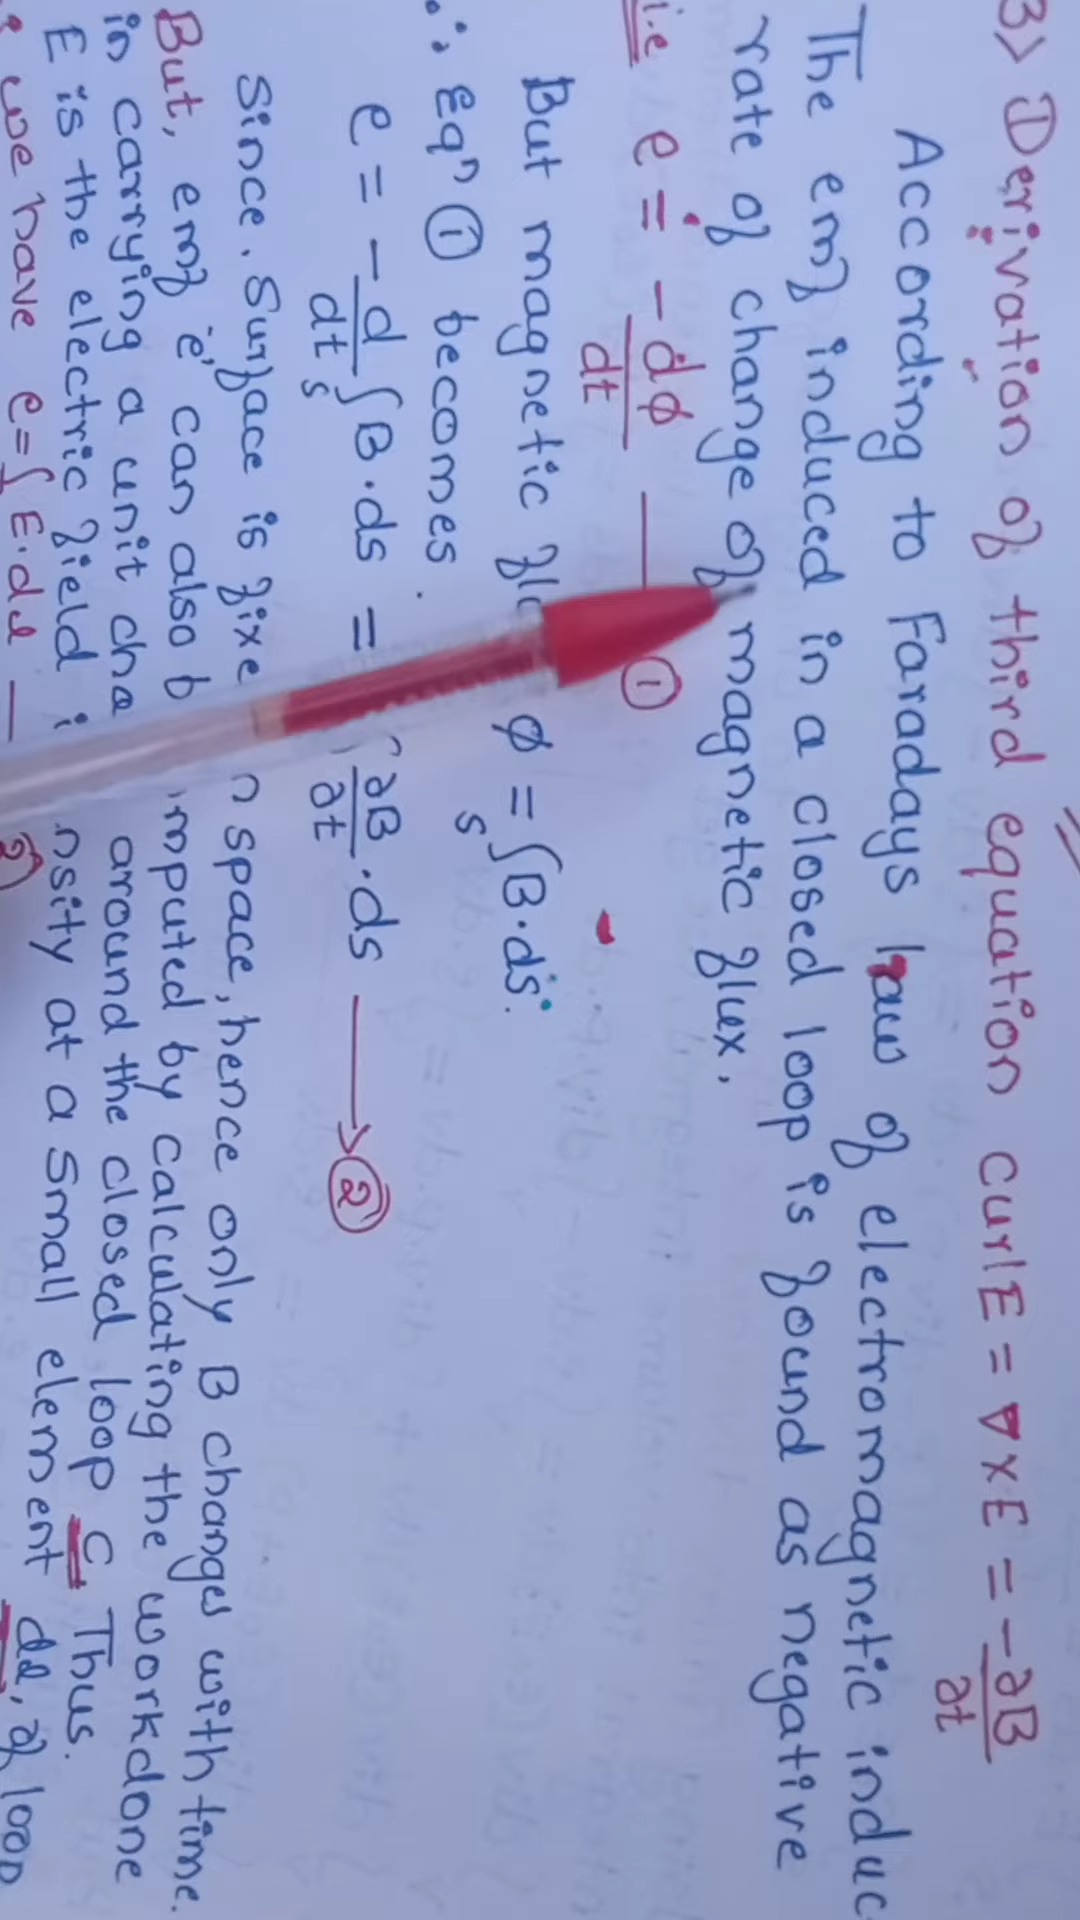 3> ① Derivation of third equation curl E = ∇ × E = -∂B/∂t
According to Faradays law of electromagnetic induc
The emf induced in a closed loop is found as negative
rate of change of magnetic flux.
i.e e = -dφ/dt — ①
But magnetic φ = ∫s B.ds.
∴ Eqⁿ ① becomes
e = -d/dt ∫s B.ds = ∂B/∂t .ds → ②
Since. Surface is space, hence only B changes with time.
But, emf 'e' can also by calculating the workdone
in carrying a unit around the closed loop C Thus.
E is the electric field at a small element dl, of loop
we have e = ∫E.dl —